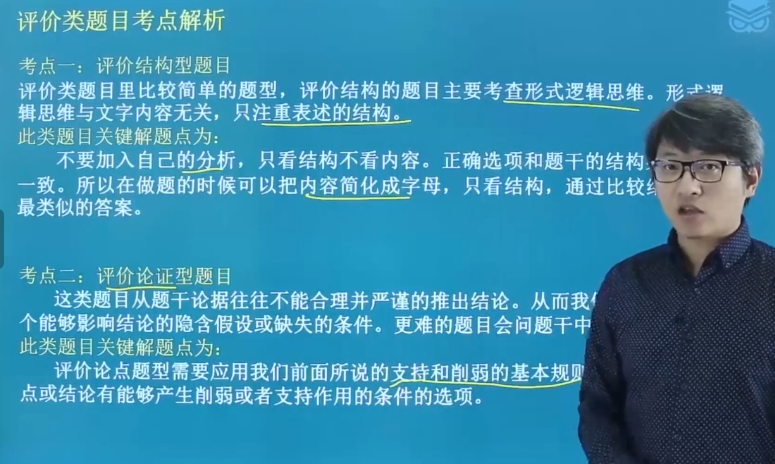 评价类题目考点解析
考点一：评价结构型题目
评价类题目里比较简单的题型，评价结构的题目主要考查形式逻辑思维。形式逻
辑思维与文字内容无关，只注重表述的结构。
此类题目关键解题点为：
不要加入自己的分析，只看结构不看内容。正确选项和题干的结构
一致。所以在做题的时候可以把内容简化成字母，只看结构，通过比较
最类似的答案。
考点二：评价论证型题目
这类题目从题干论据往往不能合理并严谨的推出结论。从而我
个能够影响结论的隐含假设或缺失的条件。更难的题目会问题干中
此类题目关键解题点为：
评价论点题型需要应用我们前面所说的支持和削弱的基本规则
点或结论有能够产生削弱或者支持作用的条件的选项。